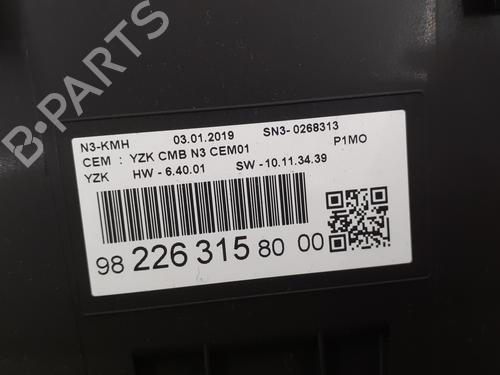 N3-KMH 03.01.2019 SN3- 0268313
CEM : YZK CMB N3 CEM01 P1MO
YZK HW - 6.40.01 SW - 10.11.34.39
98 226 315 80 00
B-PARTS